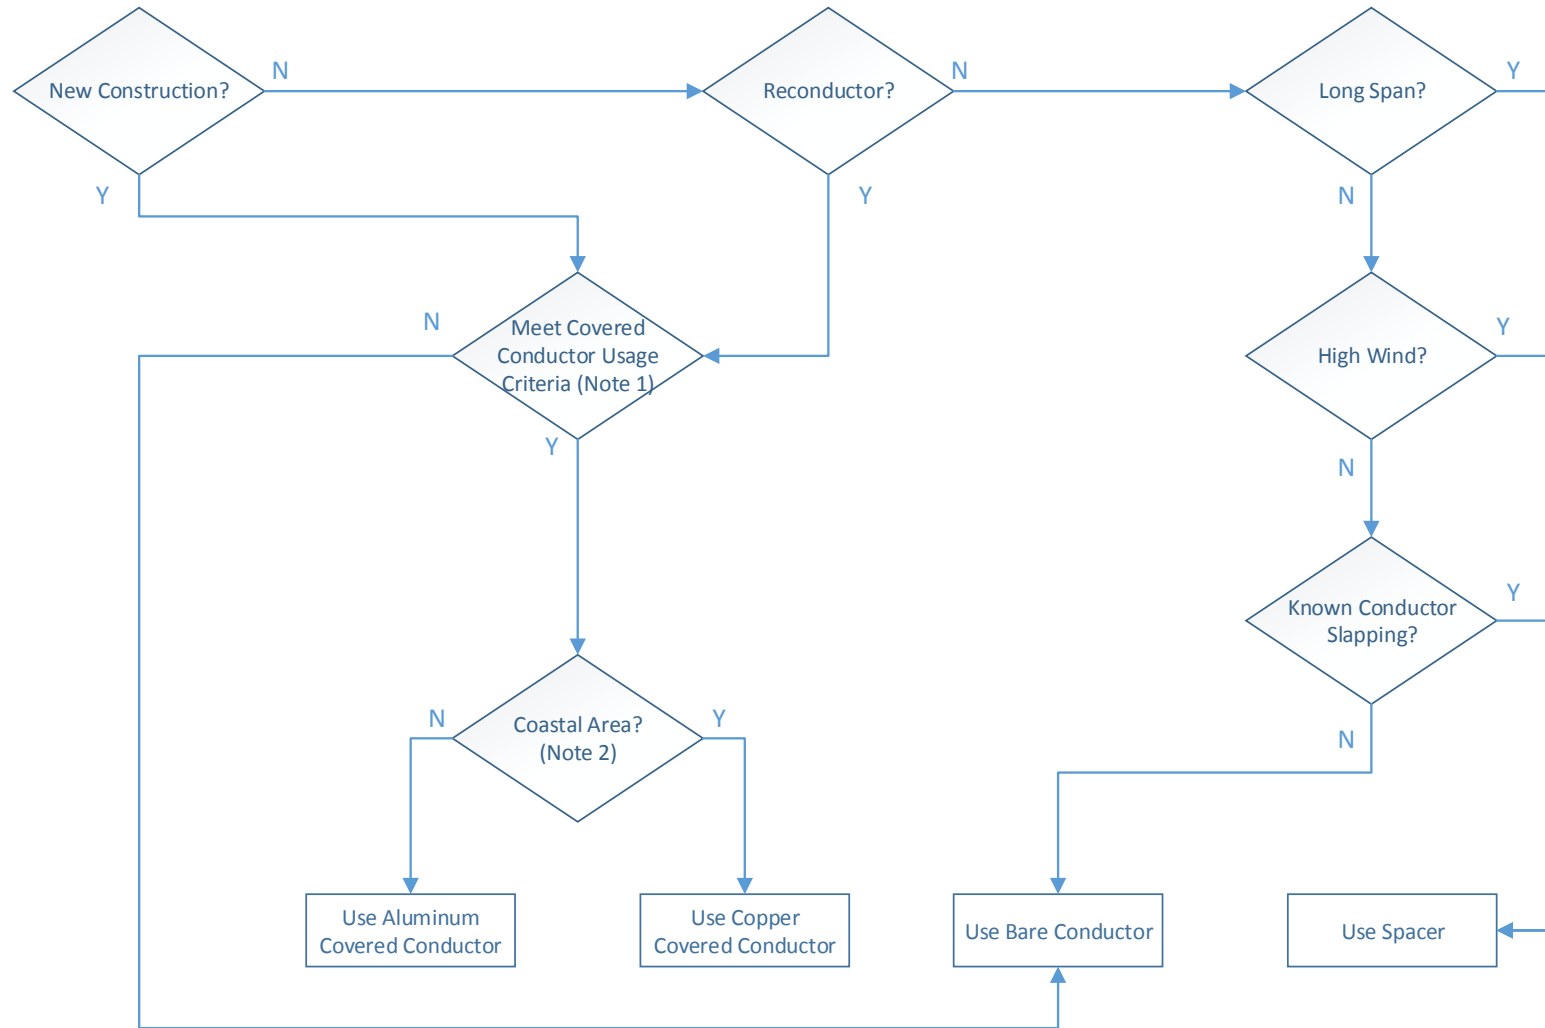 New Construction?
N
Reconductor?
N
Long Span?
Y
Y
Y
N
Meet Covered
Conductor Usage
Criteria (Note 1)
N
Y
High Wind?
Y
N
Known Conductor
Slapping?
Y
N
Coastal Area?
(Note 2)
N
Y
Use Aluminum
Covered Conductor
Use Copper
Covered Conductor
Use Bare Conductor
Use Spacer